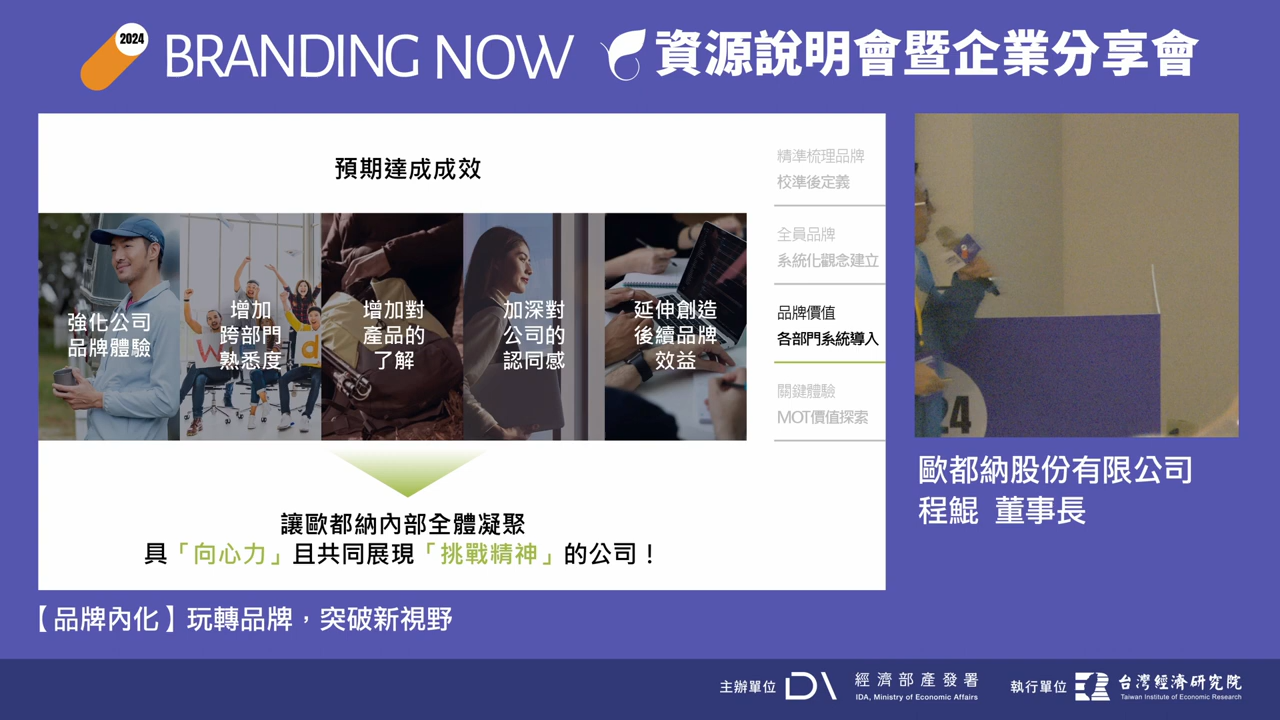 2024
BRANDING NOW
資源說明會暨企業分享會
預期達成成效
強化公司
品牌體驗
增加
跨部門
熟悉度
增加對
產品的
了解
加深對
公司的
認同感
延伸創造
後續品牌
效益
讓歐都納內部全體凝聚
具「向心力」且共同展現「挑戰精神」的公司！
精準梳理品牌
校準後定義
全員品牌
系統化觀念建立
品牌價值
各部門系統導入
關鍵體驗
MOT價值探索
24
歐都納股份有限公司
程鯤 董事長
【品牌內化】玩轉品牌，突破新視野
主辦單位
IDA
經濟部產發署
IDA, Ministry of Economic Affairs
執行單位
台灣經濟研究院
Taiwan Institute of Economic Research